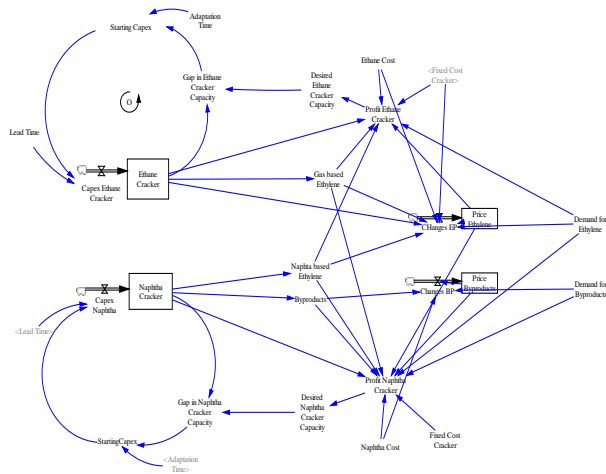 Adaptation
Time
Starting Capex
Ethane Cost
<Fixed Cost
Cracker>
Gap in Ethane
Cracker
Capacity
Desired
Ethane
Cracker
Capacity
Profit Ethane
Cracker
O
Lead Time
Ethane
Cracker
Capex Ethane
Cracker
Gas based
Ethylene
Price
Ethylene
CHanges EP
Demand for
Ethylene
Naphta based
Ethylene
Naphtha
Cracker
Capex
Naphtha
Byproducts
Price
Byproducts
Changes BP
Demand for
Byproducts
<Lead Time>
Profit Naphtha
Cracker
Gap in Naphtha
Cracker
Capacity
Desired
Naphtha
Cracker
Capacity
StartingCapex
Naphtha Cost
Fixed Cost
Cracker
<Adaptation
Time>